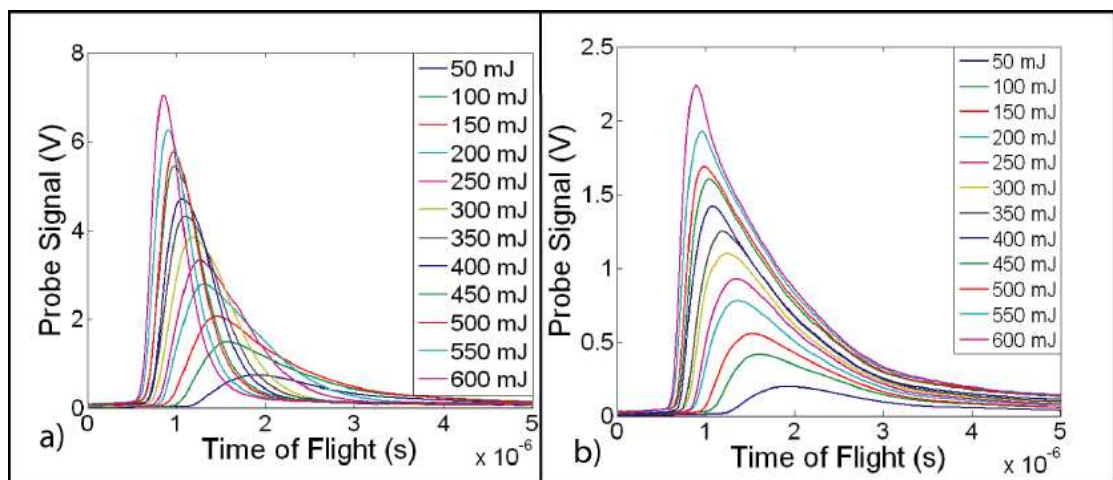 8
6
4
2
0
Probe Signal (V)
50 mJ
100 mJ
150 mJ
200 mJ
250 mJ
300 mJ
350 mJ
400 mJ
450 mJ
500 mJ
550 mJ
600 mJ
0 1 2 3 4 5
Time of Flight (s)
x 10⁻⁶
a)
2.5
2
1.5
1
0.5
0
Probe Signal (V)
50 mJ
100 mJ
150 mJ
200 mJ
250 mJ
300 mJ
350 mJ
400 mJ
450 mJ
500 mJ
550 mJ
600 mJ
0 1 2 3 4 5
Time of Flight (s)
x 10⁻⁶
b)